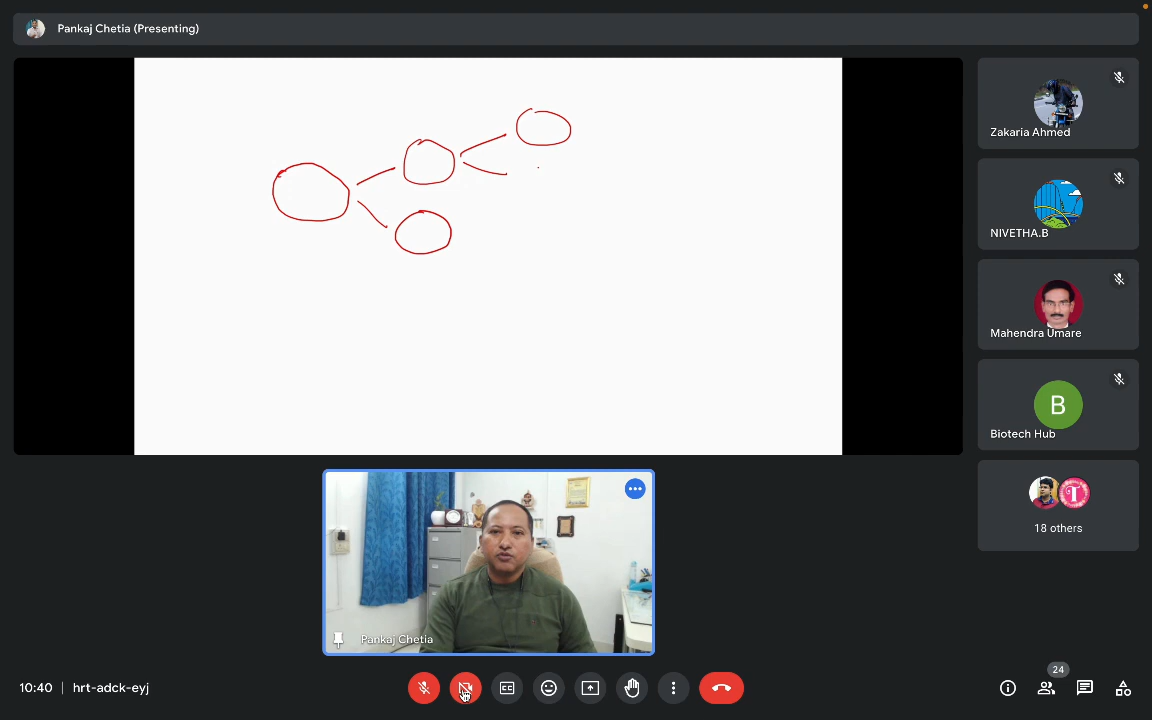 Pankaj Chetia (Presenting)
Zakaria Ahmed
NIVETHA.B
Mahendra Umare
B
Biotech Hub
18 others
Pankaj Chetia
10:40 | hrt-adck-eyj
CC
24